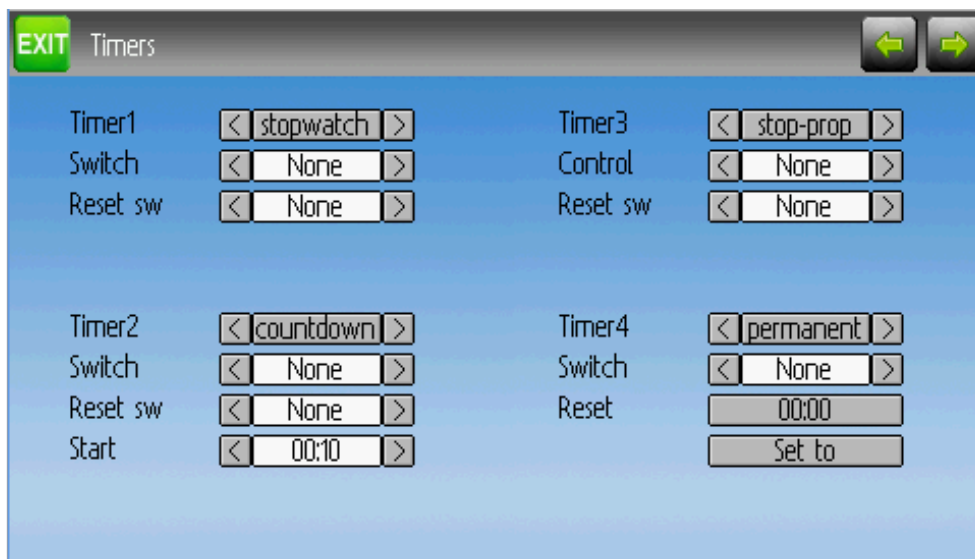 EXIT Timers
Timer1 < stopwatch >
Switch < None >
Reset sw < None >
Timer3 < stop-prop >
Control < None >
Reset sw < None >
Timer2 < countdown >
Switch < None >
Reset sw < None >
Start < 00:10 >
Timer4 < permanent >
Switch < None >
Reset 00:00
Set to